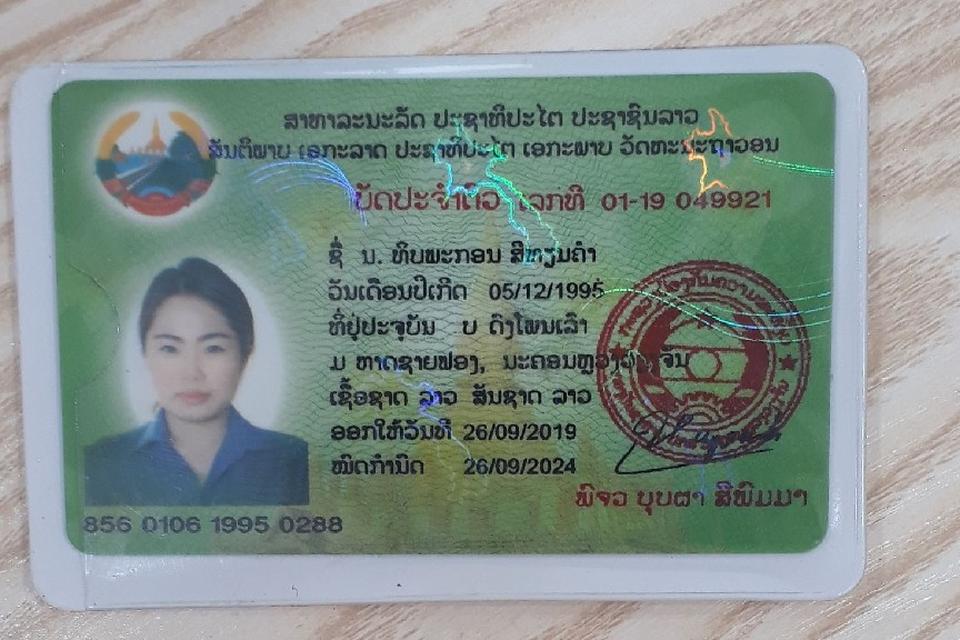 ສາທາລະນະລັດ ປະຊາທິປະໄຕ ປະຊາຊົນລາວ
ສັນຕິພາບ ເອກະລາດ ປະຊາທິປະໄຕ ເອກະພາບ ວັດທະນະຖາວອນ
ບັດປະຈຳຕົວ ເລກທີ 01-19 049921
ຊື່ ນ. ທິບພະກອນ ສີທຽນຄຳ
ວັນເດືອນປີເກີດ 05/12/1995
ທີ່ຢູ່ປະຈຸບັນ ບ ດົງໂພນເລົາ
ມ ຫາດຊາຍຟອງ, ນະຄອນຫຼວງວຽງຈັນ
ເຊື້ອຊາດ ລາວ ສັນຊາດ ລາວ
ອອກໃຫ້ວັນທີ 26/09/2019
ໝົດກຳນົດ 26/09/2024
ພົຈວ ບຸບຜາ ສີພົມມາ
856 0106 1995 0288